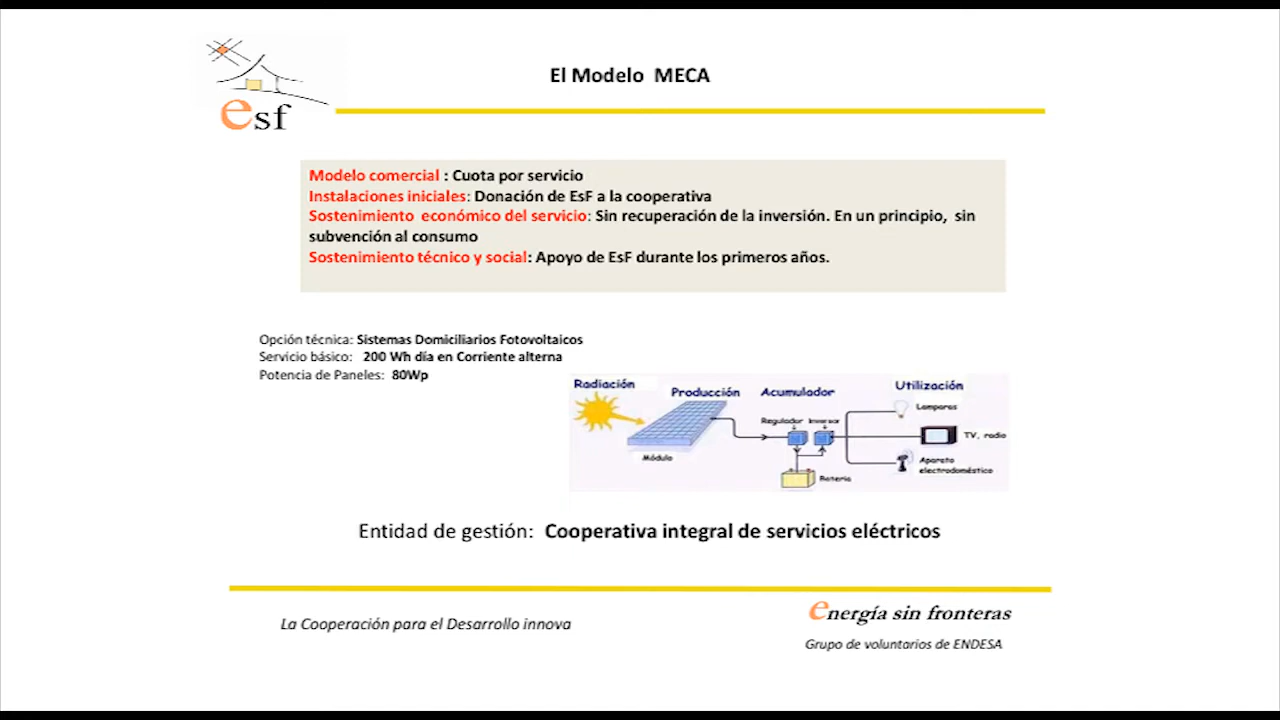 El Modelo MECA
esf
Modelo comercial : Cuota por servicio
Instalaciones iniciales: Donación de EsF a la cooperativa
Sostenimiento económico del servicio: Sin recuperación de la inversión. En un principio, sin
subvención al consumo
Sostenimiento técnico y social: Apoyo de EsF durante los primeros años.
Opción técnica: Sistemas Domiciliarios Fotovoltaicos
Servicio básico: 200 Wh día en Corriente alterna
Potencia de Paneles: 80Wp
Radiación
Producción
Acumulador
Utilización
Regulador
Inversor
Lamparas
TV, radio
Módulo
Aparato
electrodoméstico
Batería
Entidad de gestión: Cooperativa integral de servicios eléctricos
La Cooperación para el Desarrollo innova
energía sin fronteras
Grupo de voluntarios de ENDESA